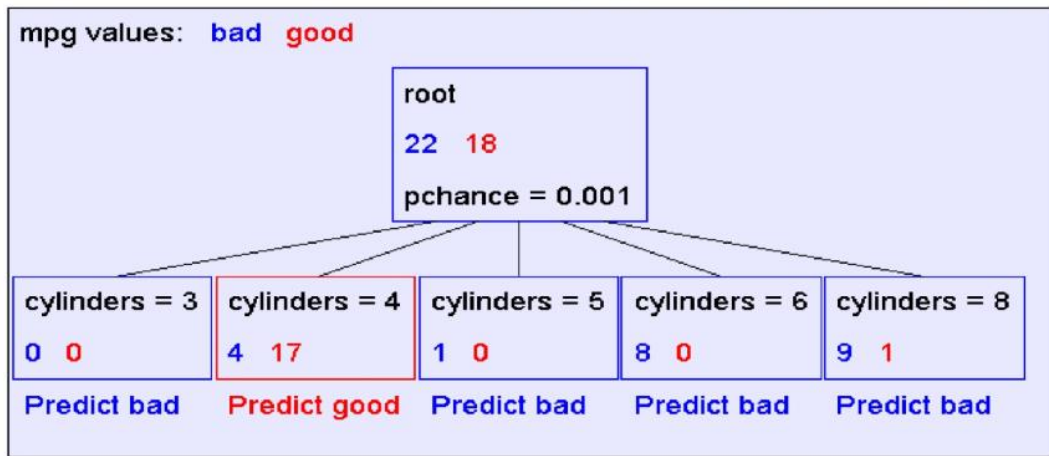 mpg values: bad good
root
22 18
pchance = 0.001
cylinders = 3 cylinders = 4 cylinders = 5 cylinders = 6 cylinders = 8
0 0 4 17 1 0 8 0 9 1
Predict bad Predict good Predict bad Predict bad Predict bad